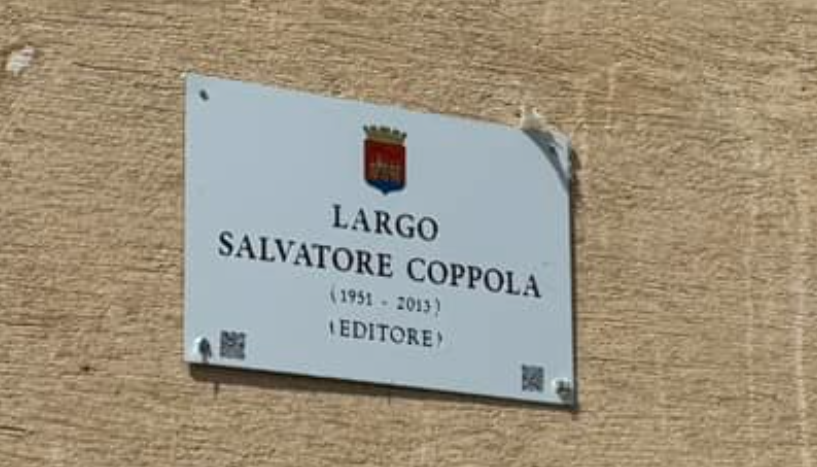 LARGO
SALVATORE COPPOLA
(1951 - 2013)
(EDITORE)